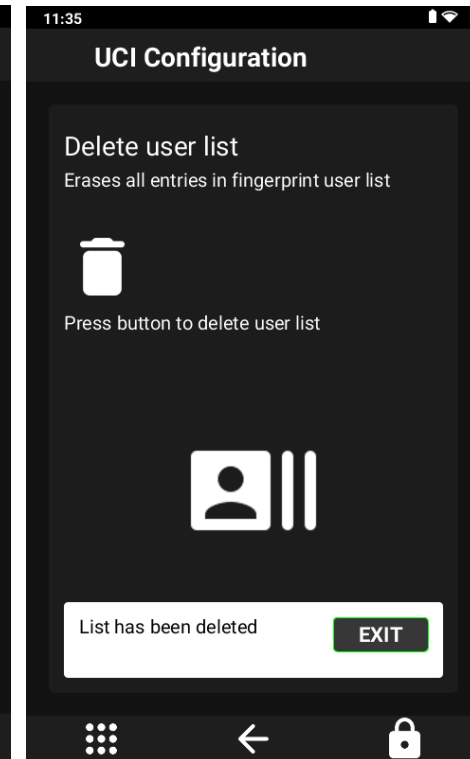 11:35
UCI Configuration
Delete user list
Erases all entries in fingerprint user list
Press button to delete user list
List has been deleted
EXIT